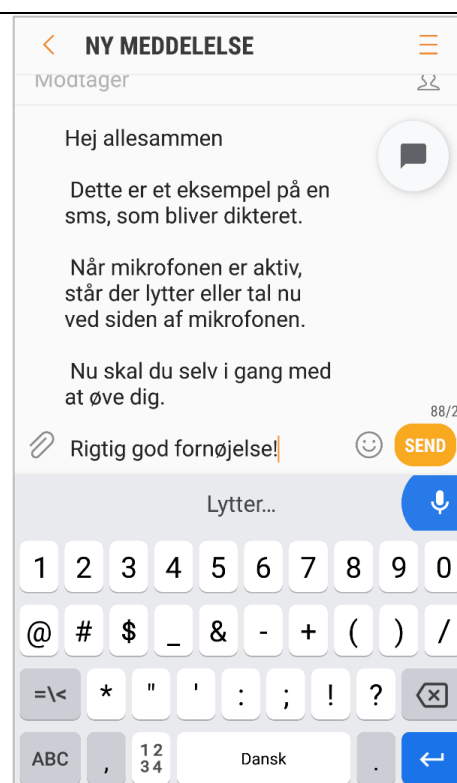 NY MEDDELELSE
Modtager
Hej allesammen
Dette er et eksempel på en
sms, som bliver dikteret.
Når mikrofonen er aktiv,
står der lytter eller tal nu
ved siden af mikrofonen.
Nu skal du selv i gang med
at øve dig.
88/2
Rigtig god fornøjelse!
SEND
Lytter...
1 2 3 4 5 6 7 8 9 0
@ # $ _ & - + ( ) /
=\< * " ' : ; ! ?
ABC , 12 Dansk .
34